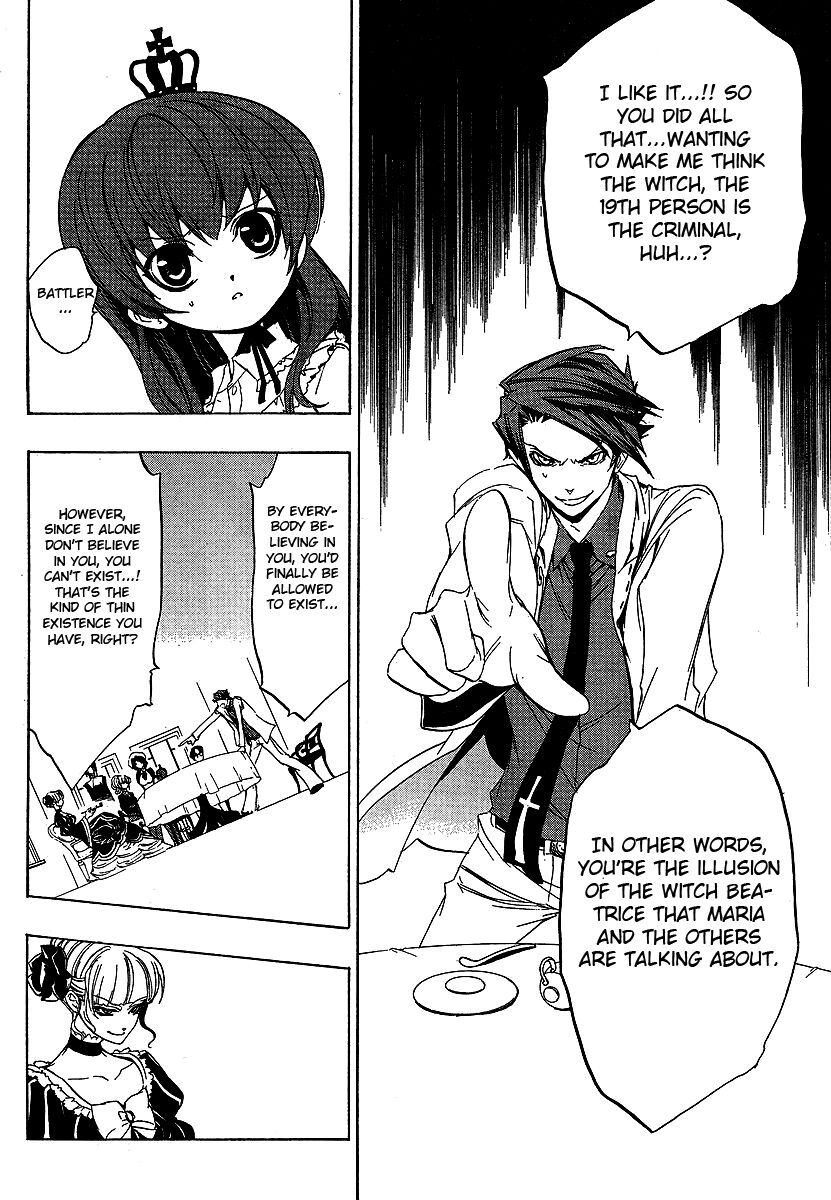 I LIKE IT...!! SO
YOU DID ALL
THAT...WANTING
TO MAKE ME THINK
THE WITCH, THE
19TH PERSON IS
THE CRIMINAL,
HUH...?
IN OTHER WORDS,
YOU'RE THE ILLUSION
OF THE WITCH BEA-
TRICE THAT MARIA
AND THE OTHERS
ARE TALKING ABOUT.
BATTLER
...
BY EVERY-
BODY BE-
LIEVING IN
YOU, YOU'D
FINALLY BE
ALLOWED
TO EXIST...
HOWEVER,
SINCE I ALONE
DON'T BELIEVE
IN YOU, YOU
CAN'T EXIST...!
THAT'S THE
KIND OF THIN
EXISTENCE YOU
HAVE, RIGHT?